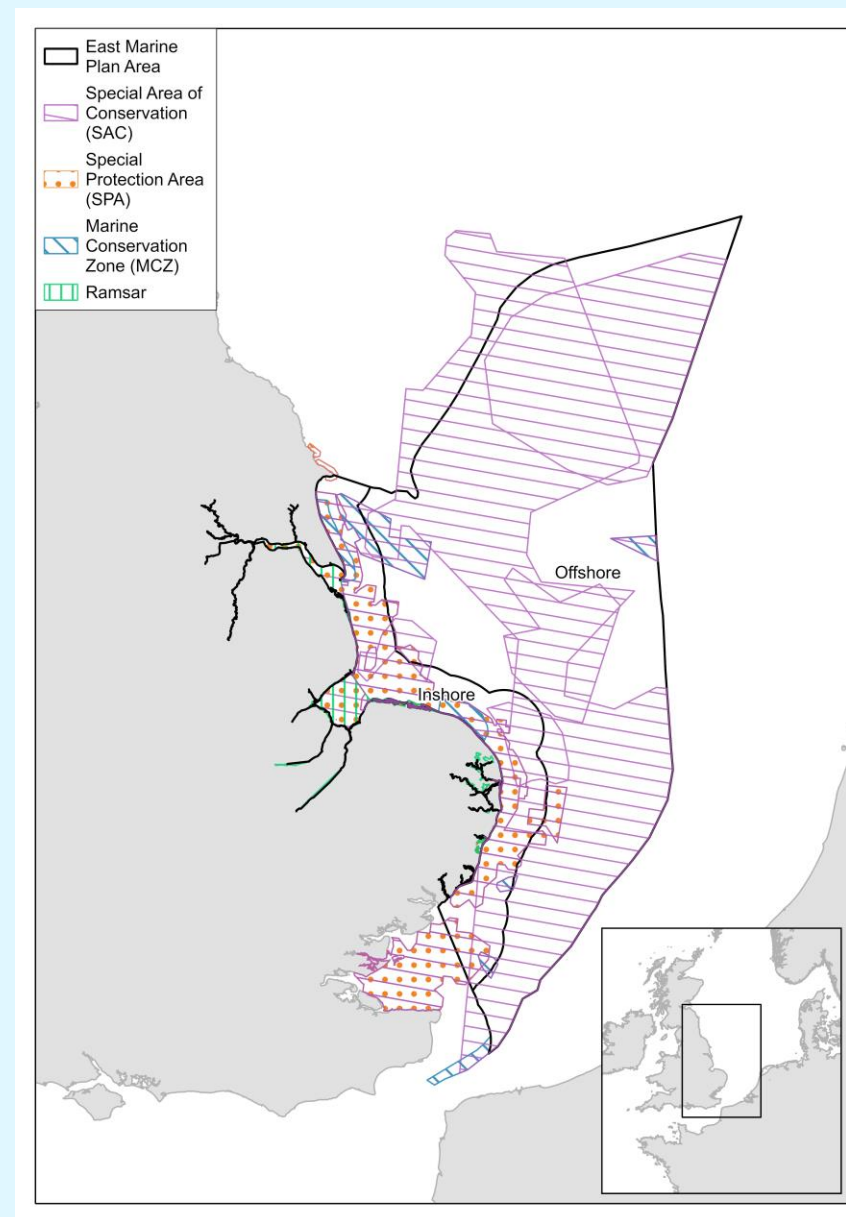 East Marine
Plan Area
Special Area of
Conservation
(SAC)
Special
Protection Area
(SPA)
Marine
Conservation
Zone (MCZ)
Ramsar
Offshore
Inshore